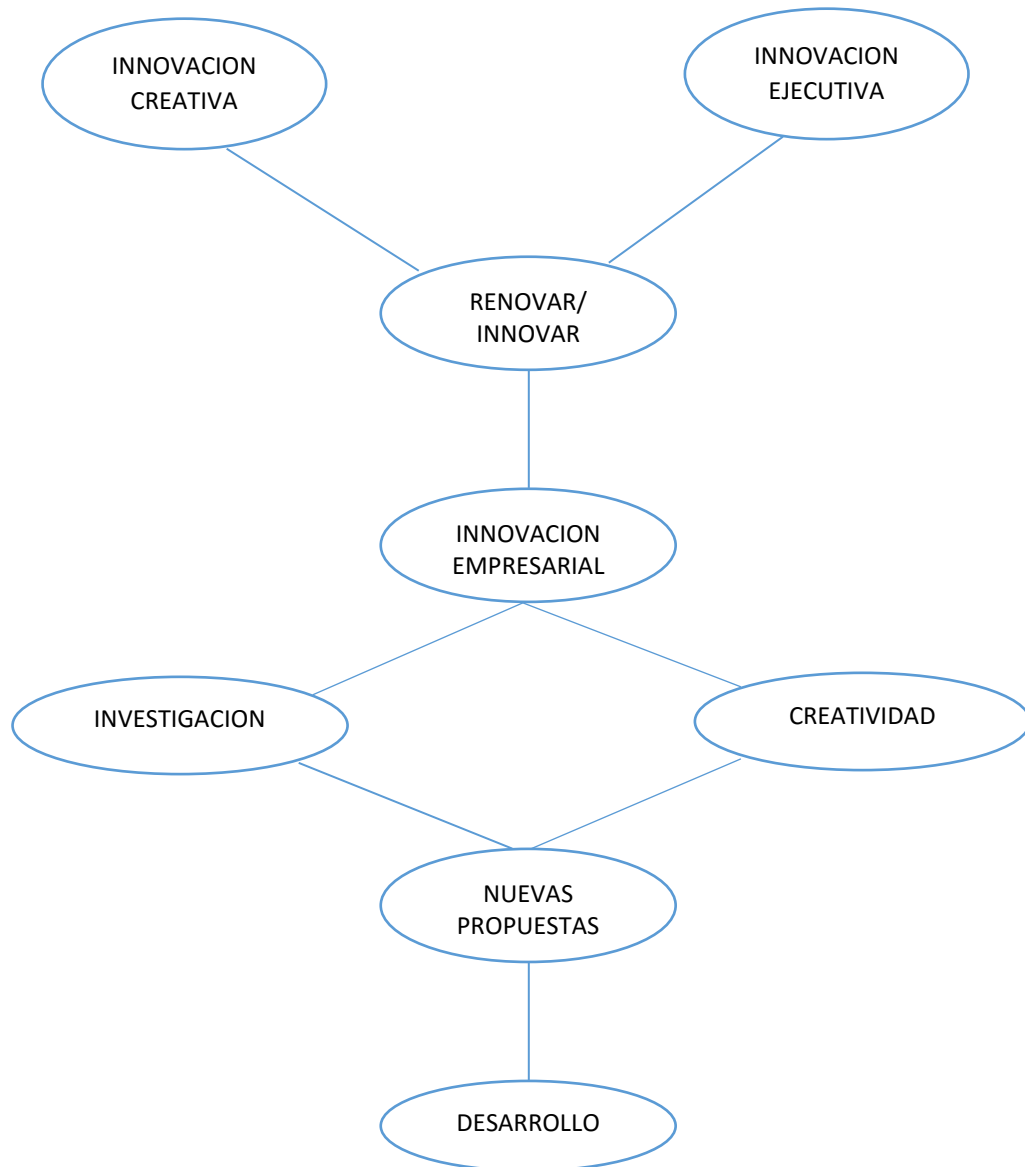 INNOVACION
CREATIVA
INNOVACION
EJECUTIVA
RENOVAR/
INNOVAR
INNOVACION
EMPRESARIAL
INVESTIGACION
CREATIVIDAD
NUEVAS
PROPUESTAS
DESARROLLO